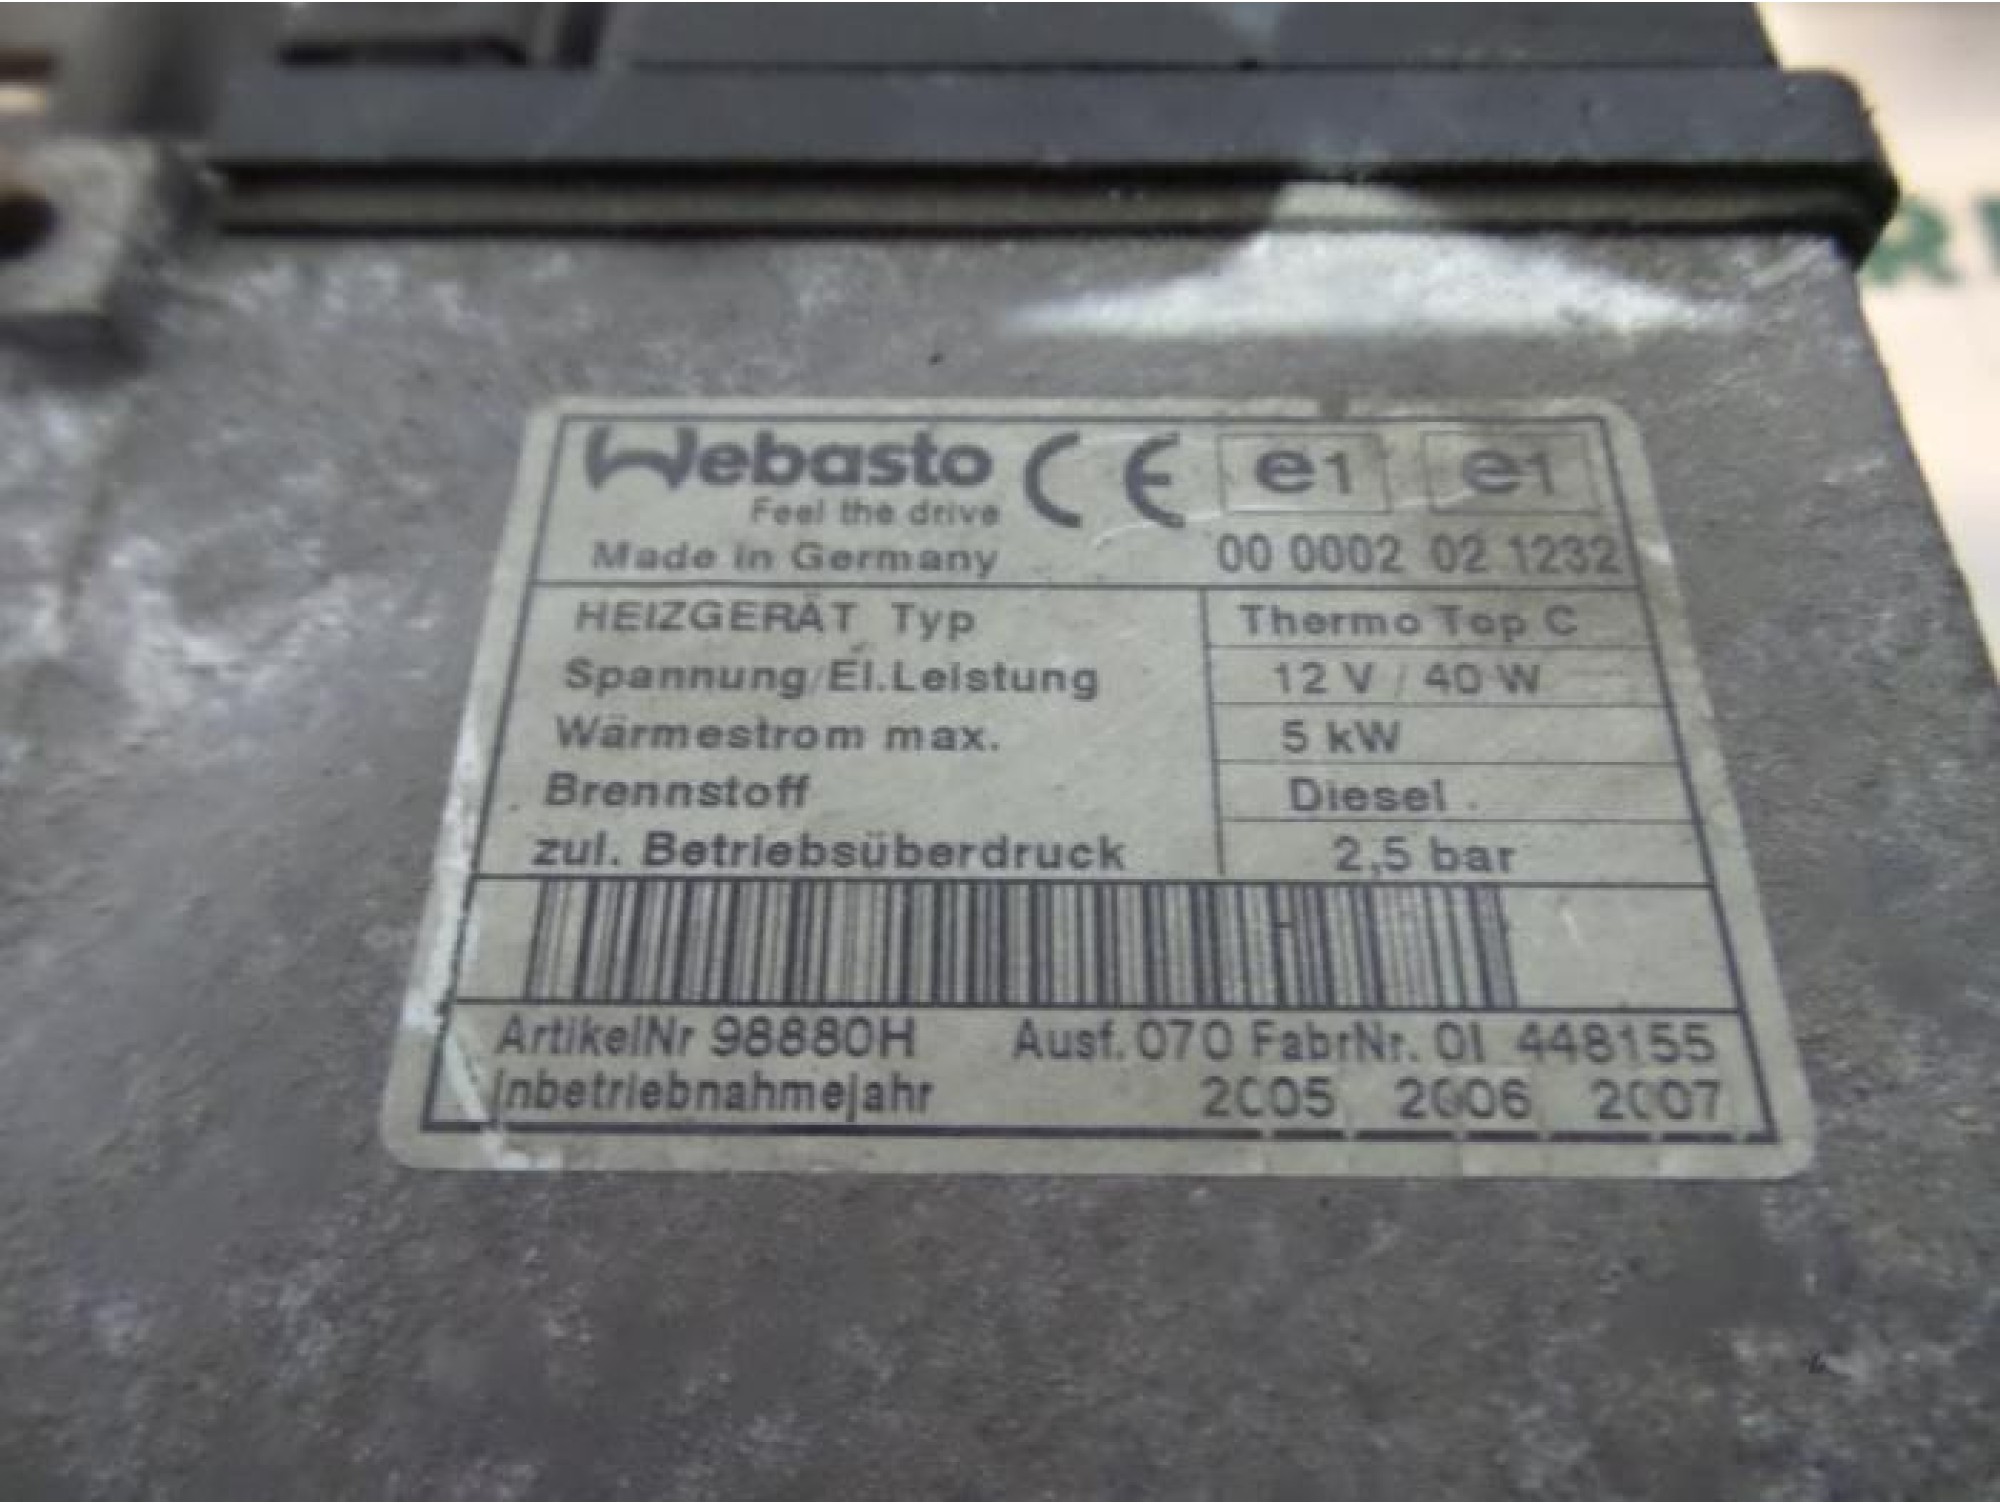 Webasto CE e1 e1
Feel the drive
Made in Germany 00 0002 02 1232
HEIZGERÄT Typ Thermo Top C
Spannung/El.Leistung 12 V / 40 W
Wärmestrom max. 5 kW
Brennstoff Diesel
zul. Betriebsüberdruck 2,5 bar
ArtikelNr 98880H Ausf. 070 FabrNr. 01 448155
Inbetriebnahmejahr 2005 2006 2007